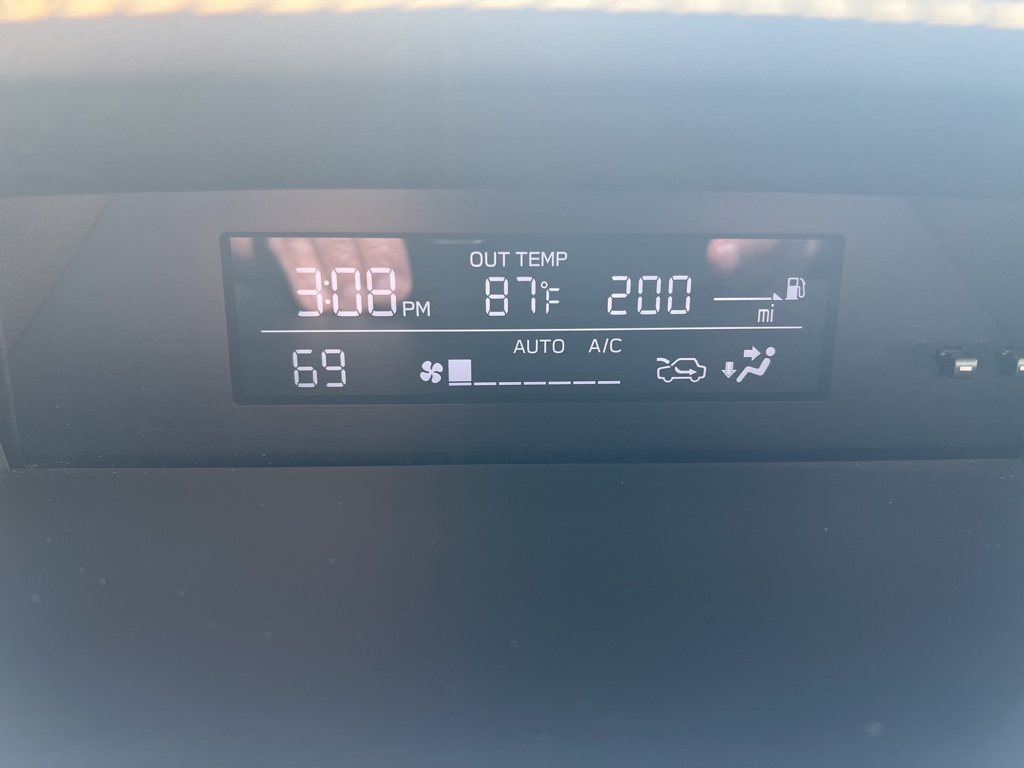 OUT TEMP
3:08 PM 87°F 200 mi
AUTO A/C
69